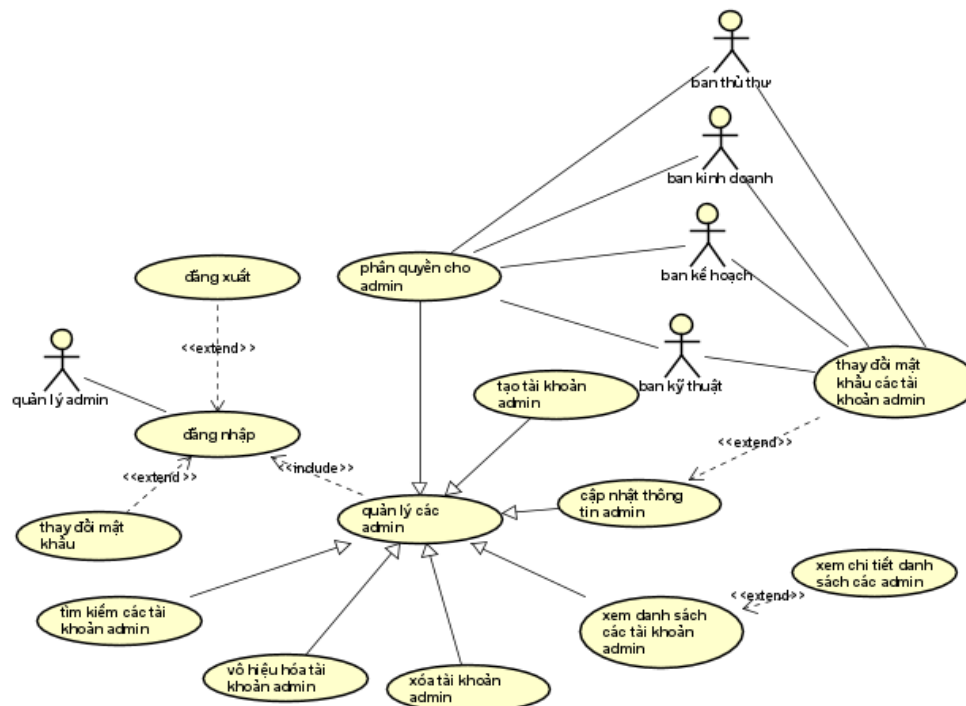 ban thủ thư
ban kinh doanh
ban kế hoạch
phân quyền cho
admin
đăng xuất
<<extend>>
quản lý admin
ban kỹ thuật
thay đổi mật
khẩu các tài
khoản admin
tạo tài khoản
admin
đăng nhập
<<extend>>
<<include>>
<<extend>>
thay đổi mật
khẩu
quản lý các
admin
cập nhật thông
tin admin
xem chi tiết danh
sách các admin
<<extend>>
tìm kiếm các tài
khoản admin
xem danh sách
các tài khoản
admin
vô hiệu hóa tài
khoản admin
xóa tài khoản
admin